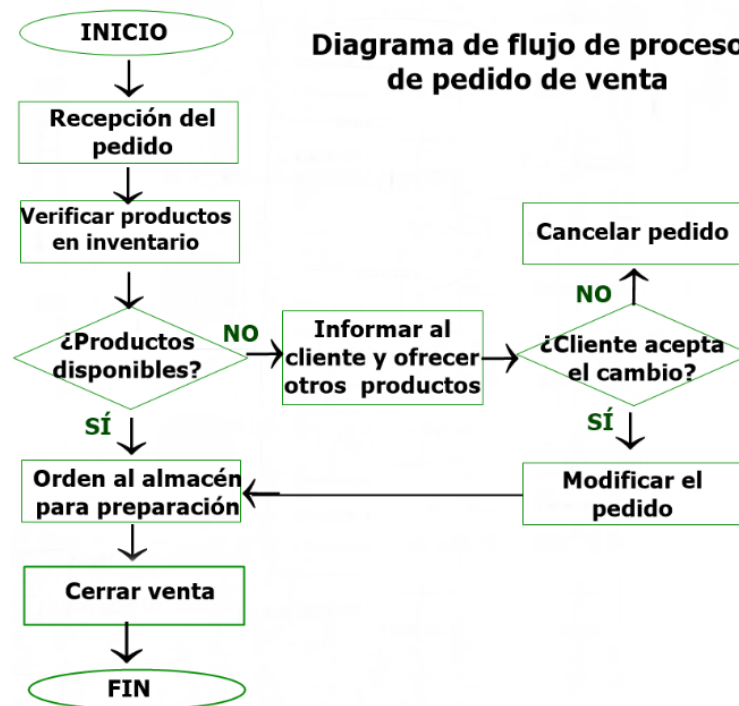 INICIO
Diagrama de flujo de proceso
de pedido de venta
Recepción del
pedido
Verificar productos
en inventario
Cancelar pedido
NO
¿Productos
disponibles?
NO
Informar al
cliente y ofrecer
otros productos
¿Cliente acepta
el cambio?
SÍ
SÍ
Orden al almacén
para preparación
Modificar el
pedido
Cerrar venta
FIN